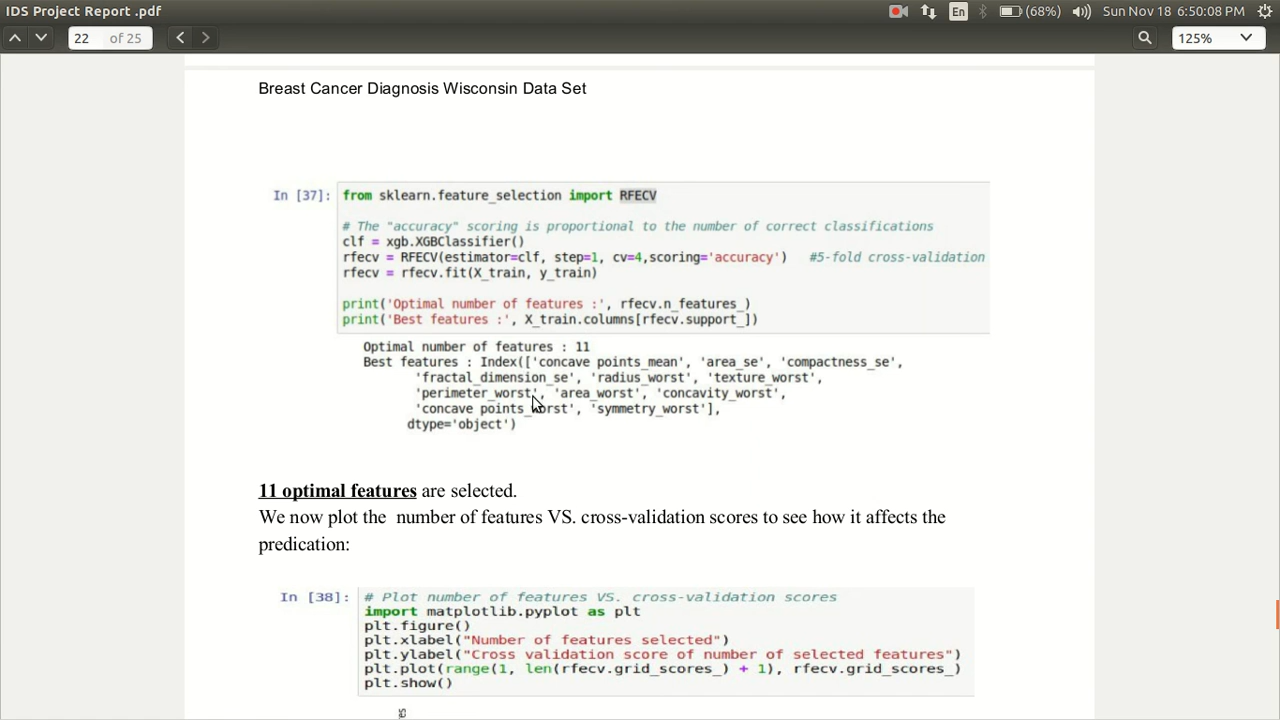 IDS Project Report .pdf
En (68%) Sun Nov 18 6:50:08 PM
22 of 25
125%
Breast Cancer Diagnosis Wisconsin Data Set
In [37]: from sklearn.feature_selection import RFECV
# The "accuracy" scoring is proportional to the number of correct classifications
clf = xgb.XGBClassifier()
rfecv = RFECV(estimator=clf, step=1, cv=4,scoring='accuracy') #5-fold cross-validation
rfecv = rfecv.fit(X_train, y_train)
print('Optimal number of features :', rfecv.n_features_)
print('Best features :', X_train.columns[rfecv.support_])
Optimal number of features : 11
Best features : Index(['concave points_mean', 'area_se', 'compactness_se',
'fractal_dimension_se', 'radius_worst', 'texture_worst',
'perimeter_worst', 'area_worst', 'concavity_worst',
'concave points_worst', 'symmetry_worst'],
dtype='object')
11 optimal features are selected.
We now plot the number of features VS. cross-validation scores to see how it affects the
predication:
In [38]: # Plot number of features VS. cross-validation scores
import matplotlib.pyplot as plt
plt.figure()
plt.xlabel("Number of features selected")
plt.ylabel("Cross validation score of number of selected features")
plt.plot(range(1, len(rfecv.grid_scores_) + 1), rfecv.grid_scores_)
plt.show()